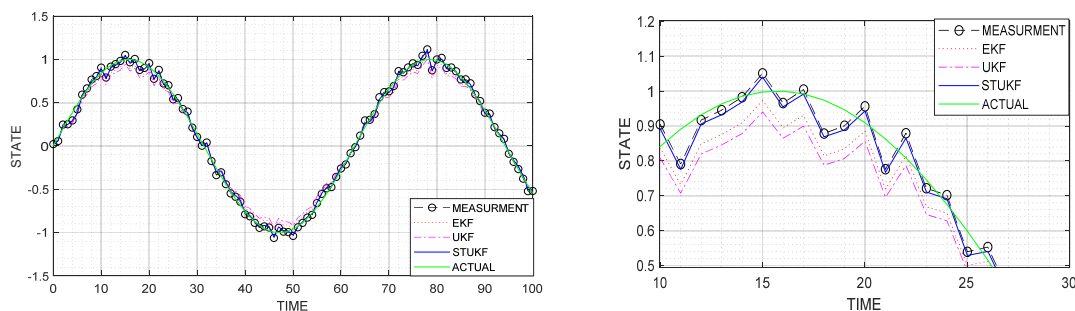 1.5
1
0.5
0
-0.5
-1
-1.5
STATE
0 10 20 30 40 50 60 70 80 90 100
TIME
MEASURMENT
EKF
UKF
STUKF
ACTUAL
1.2
1.1
1
0.9
0.8
0.7
0.6
0.5
STATE
10 15 20 25 30
TIME
MEASURMENT
EKF
UKF
STUKF
ACTUAL